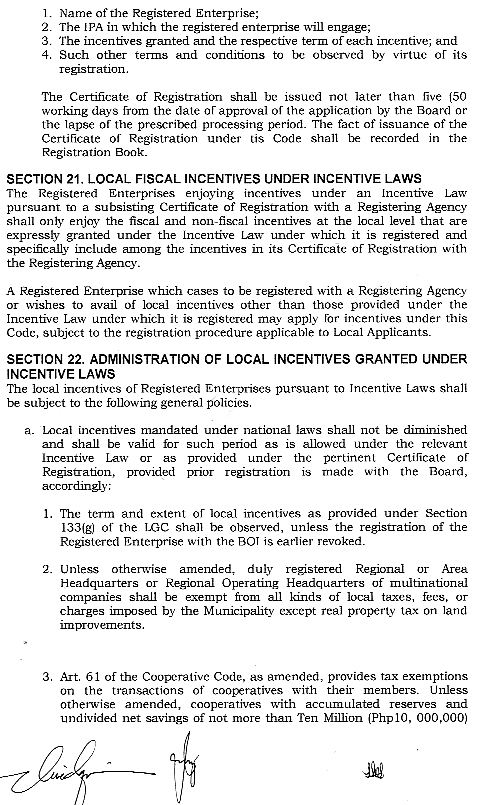 1. Name of the Registered Enterprise;
2. The IPA in which the registered enterprise will engage;
3. The incentives granted and the respective term of each incentive; and
4. Such other terms and conditions to be observed by virtue of its
registration.
The Certificate of Registration shall be issued not later than five (50
working days from the date of approval of the application by the Board or
the lapse of the prescribed processing period. The fact of issuance of the
Certificate of Registration under tis Code shall be recorded in the
Registration Book.
SECTION 21. LOCAL FISCAL INCENTIVES UNDER INCENTIVE LAWS
The Registered Enterprises enjoying incentives under an Incentive Law
pursuant to a subsisting Certificate of Registration with a Registering Agency
shall only enjoy the fiscal and non-fiscal incentives at the local level that are
expressly granted under the Incentive Law under which it is registered and
specifically include among the incentives in its Certificate of Registration with
the Registering Agency.
A Registered Enterprise which cases to be registered with a Registering Agency
or wishes to avail of local incentives other than those provided under the
Incentive Law under which it is registered may apply for incentives under this
Code, subject to the registration procedure applicable to Local Applicants.
SECTION 22. ADMINISTRATION OF LOCAL INCENTIVES GRANTED UNDER
INCENTIVE LAWS
The local incentives of Registered Enterprises pursuant to Incentive Laws shall
be subject to the following general policies.
a. Local incentives mandated under national laws shall not be diminished
and shall be valid for such period as is allowed under the relevant
Incentive Law or as provided under the pertinent Certificate of
Registration, provided prior registration is made with the Board,
accordingly:
1. The term and extent of local incentives as provided under Section
133(g) of the LGC shall be observed, unless the registration of the
Registered Enterprise with the BOI is earlier revoked.
2. Unless otherwise amended, duly registered Regional or Area
Headquarters or Regional Operating Headquarters of multinational
companies shall be exempt from all kinds of local taxes, fees, or
charges imposed by the Municipality except real property tax on land
improvements.
3. Art. 61 of the Cooperative Code, as amended, provides tax exemptions
on the transactions of cooperatives with their members. Unless
otherwise amended, cooperatives with accumulated reserves and
undivided net savings of not more than Ten Million (Php10, 000,000)